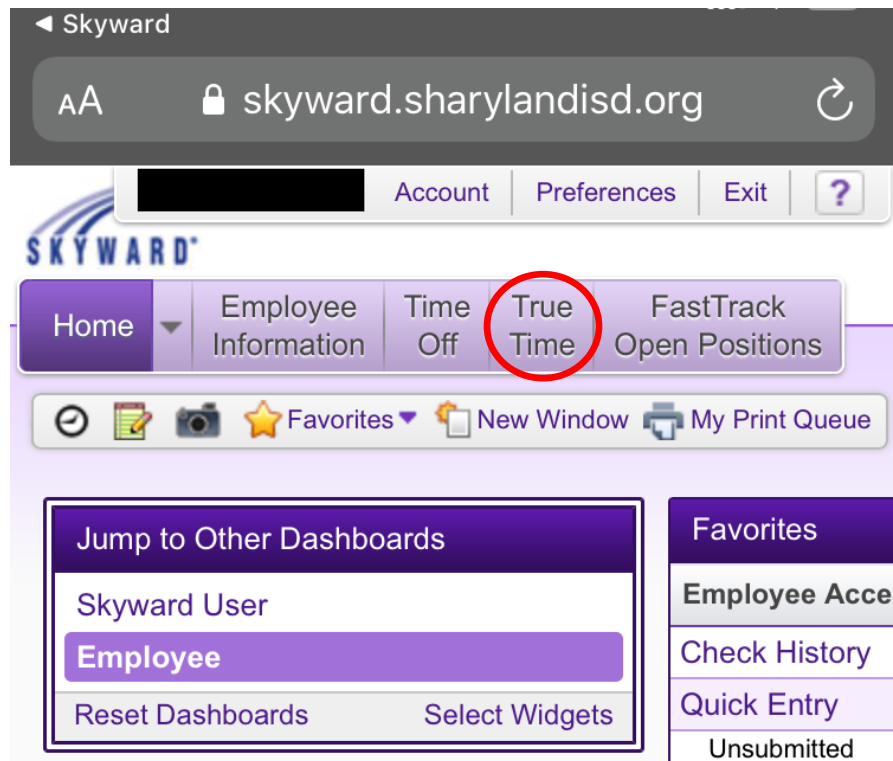 ◀ Skyward
AA skyward.sharylandisd.org
Account Preferences Exit ?
SKYWARD
Home Employee Information Time Off True Time FastTrack Open Positions
Favorites New Window My Print Queue
Jump to Other Dashboards
Skyward User
Employee
Reset Dashboards Select Widgets
Favorites
Employee Acce
Check History
Quick Entry
Unsubmitted